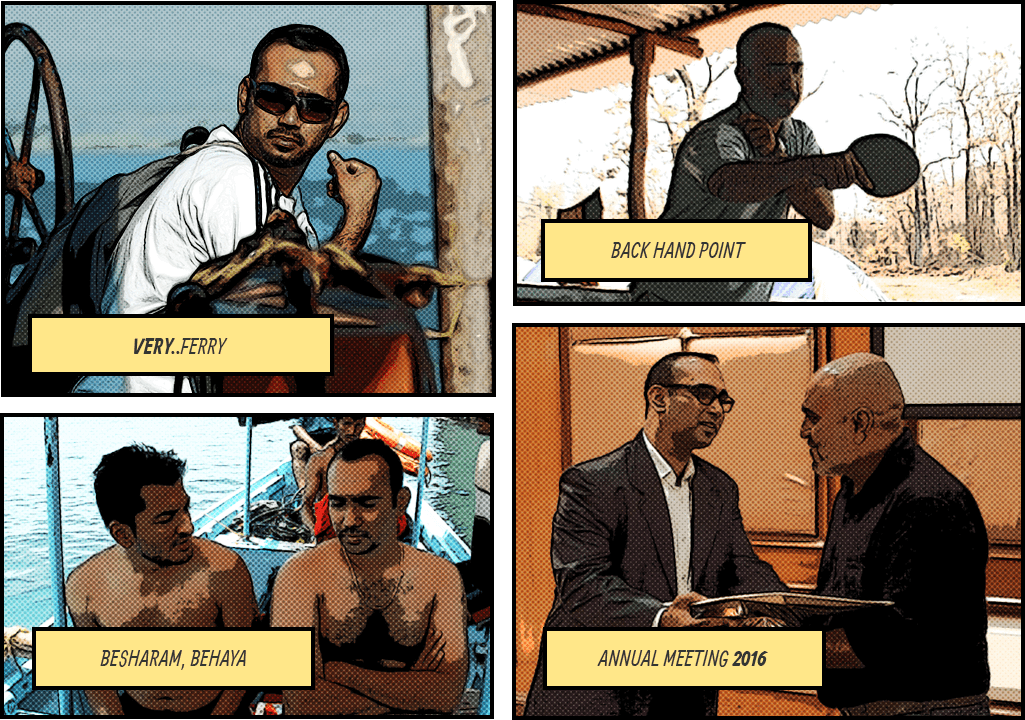 VERY..FERRY
BACK HAND POINT
BESHARAM, BEHAYA
ANNUAL MEETING 2016